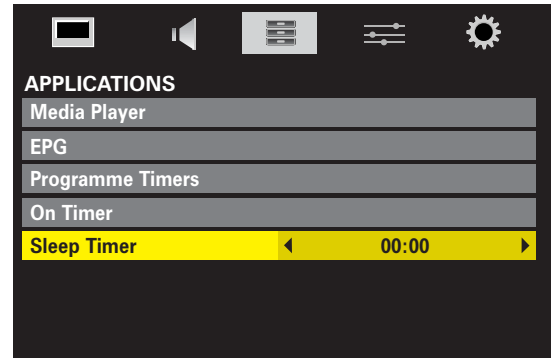 APPLICATIONS
Media Player
EPG
Programme Timers
On Timer
Sleep Timer 00:00